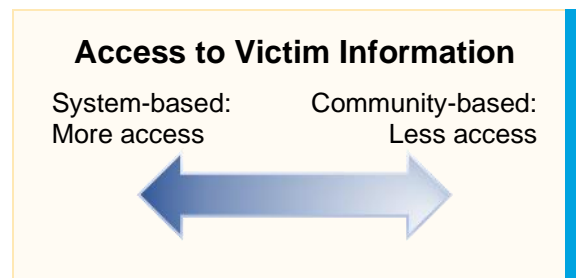 Access to Victim Information
System-based:
More access
Community-based:
Less access